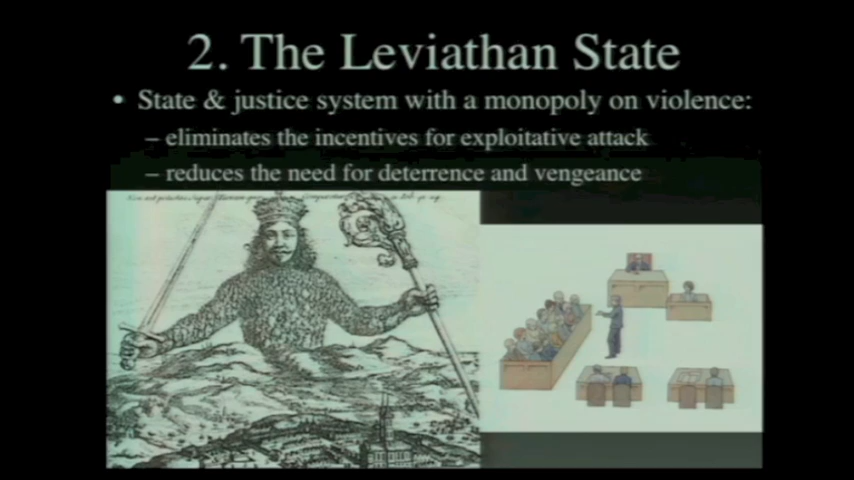 2. The Leviathan State
• State & justice system with a monopoly on violence:
– eliminates the incentives for exploitative attack
– reduces the need for deterrence and vengeance